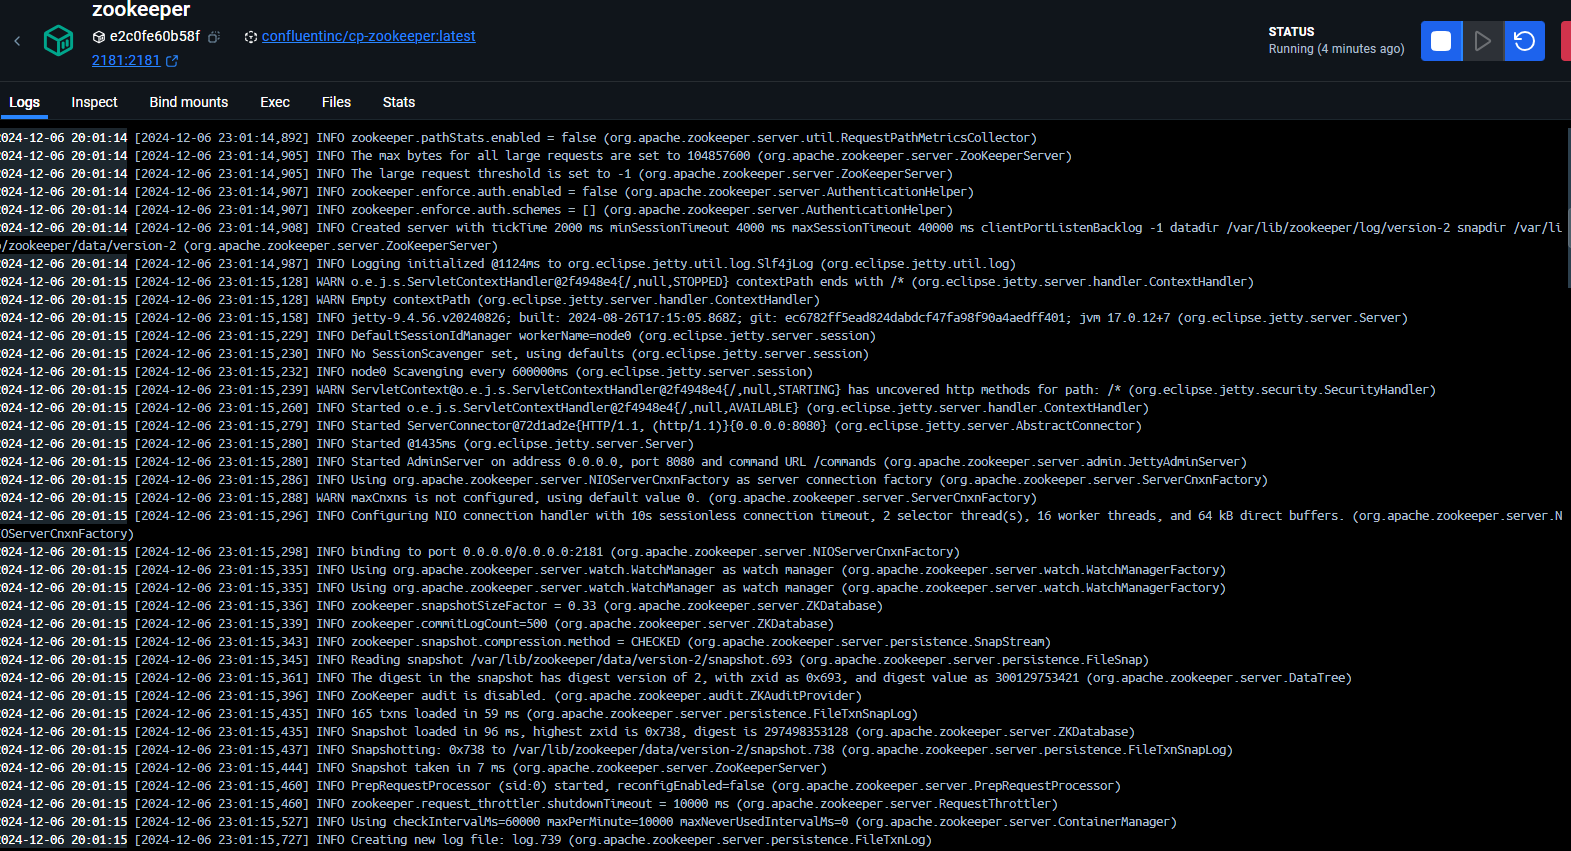 zookeeper
e2c0fe60b58f confluentinc/cp-zookeeper:latest
2181:2181
STATUS
Running (4 minutes ago)
Logs Inspect Bind mounts Exec Files Stats
024-12-06 20:01:14 [2024-12-06 23:01:14,892] INFO zookeeper.pathStats.enabled = false (org.apache.zookeeper.server.util.RequestPathMetricsCollector)
024-12-06 20:01:14 [2024-12-06 23:01:14,905] INFO The max bytes for all large requests are set to 104857600 (org.apache.zookeeper.server.ZooKeeperServer)
024-12-06 20:01:14 [2024-12-06 23:01:14,905] INFO The large request threshold is set to -1 (org.apache.zookeeper.server.ZooKeeperServer)
024-12-06 20:01:14 [2024-12-06 23:01:14,907] INFO zookeeper.enforce.auth.enabled = false (org.apache.zookeeper.server.AuthenticationHelper)
024-12-06 20:01:14 [2024-12-06 23:01:14,907] INFO zookeeper.enforce.auth.schemes = [] (org.apache.zookeeper.server.AuthenticationHelper)
024-12-06 20:01:14 [2024-12-06 23:01:14,908] INFO Created server with tickTime 2000 ms minSessionTimeout 4000 ms maxSessionTimeout 40000 ms clientPortListenBacklog -1 datadir /var/lib/zookeeper/log/version-2 snapdir /var/li
/zookeeper/data/version-2 (org.apache.zookeeper.server.ZooKeeperServer)
024-12-06 20:01:14 [2024-12-06 23:01:14,987] INFO Logging initialized @1124ms to org.eclipse.jetty.util.log.Slf4jLog (org.eclipse.jetty.util.log)
024-12-06 20:01:15 [2024-12-06 23:01:15,128] WARN o.e.j.s.ServletContextHandler@2f4948e4{/,null,STOPPED} contextPath ends with /* (org.eclipse.jetty.server.handler.ContextHandler)
024-12-06 20:01:15 [2024-12-06 23:01:15,128] WARN Empty contextPath (org.eclipse.jetty.server.handler.ContextHandler)
024-12-06 20:01:15 [2024-12-06 23:01:15,158] INFO jetty-9.4.56.v20240826; built: 2024-08-26T17:15:05.868Z; git: ec6782ff5ead824dabdcf47fa98f90a4aedff401; jvm 17.0.12+7 (org.eclipse.jetty.server.Server)
024-12-06 20:01:15 [2024-12-06 23:01:15,229] INFO DefaultSessionIdManager workerName=node0 (org.eclipse.jetty.server.session)
024-12-06 20:01:15 [2024-12-06 23:01:15,230] INFO No SessionScavenger set, using defaults (org.eclipse.jetty.server.session)
024-12-06 20:01:15 [2024-12-06 23:01:15,232] INFO node0 Scavenging every 600000ms (org.eclipse.jetty.server.session)
024-12-06 20:01:15 [2024-12-06 23:01:15,239] WARN ServletContext@o.e.j.s.ServletContextHandler@2f4948e4{/,null,STARTING} has uncovered http methods for path: /* (org.eclipse.jetty.security.SecurityHandler)
024-12-06 20:01:15 [2024-12-06 23:01:15,260] INFO Started o.e.j.s.ServletContextHandler@2f4948e4{/,null,AVAILABLE} (org.eclipse.jetty.server.handler.ContextHandler)
024-12-06 20:01:15 [2024-12-06 23:01:15,279] INFO Started ServerConnector@72d1ad2e{HTTP/1.1, (http/1.1)}{0.0.0.0:8080} (org.eclipse.jetty.server.AbstractConnector)
024-12-06 20:01:15 [2024-12-06 23:01:15,280] INFO Started @1435ms (org.eclipse.jetty.server.Server)
024-12-06 20:01:15 [2024-12-06 23:01:15,280] INFO Started AdminServer on address 0.0.0.0, port 8080 and command URL /commands (org.apache.zookeeper.server.admin.JettyAdminServer)
024-12-06 20:01:15 [2024-12-06 23:01:15,286] INFO Using org.apache.zookeeper.server.NIOServerCnxnFactory as server connection factory (org.apache.zookeeper.server.ServerCnxnFactory)
024-12-06 20:01:15 [2024-12-06 23:01:15,288] WARN maxCnxns is not configured, using default value 0. (org.apache.zookeeper.server.ServerCnxnFactory)
024-12-06 20:01:15 [2024-12-06 23:01:15,296] INFO Configuring NIO connection handler with 10s sessionless connection timeout, 2 selector thread(s), 16 worker threads, and 64 kB direct buffers. (org.apache.zookeeper.server.N
IOServerCnxnFactory)
024-12-06 20:01:15 [2024-12-06 23:01:15,298] INFO binding to port 0.0.0.0/0.0.0.0:2181 (org.apache.zookeeper.server.NIOServerCnxnFactory)
024-12-06 20:01:15 [2024-12-06 23:01:15,335] INFO Using org.apache.zookeeper.server.watch.WatchManager as watch manager (org.apache.zookeeper.server.watch.WatchManagerFactory)
024-12-06 20:01:15 [2024-12-06 23:01:15,335] INFO Using org.apache.zookeeper.server.watch.WatchManager as watch manager (org.apache.zookeeper.server.watch.WatchManagerFactory)
024-12-06 20:01:15 [2024-12-06 23:01:15,336] INFO zookeeper.snapshotSizeFactor = 0.33 (org.apache.zookeeper.server.ZKDatabase)
024-12-06 20:01:15 [2024-12-06 23:01:15,339] INFO zookeeper.commitLogCount=500 (org.apache.zookeeper.server.ZKDatabase)
024-12-06 20:01:15 [2024-12-06 23:01:15,343] INFO zookeeper.snapshot.compression.method = CHECKED (org.apache.zookeeper.server.persistence.SnapStream)
024-12-06 20:01:15 [2024-12-06 23:01:15,345] INFO Reading snapshot /var/lib/zookeeper/data/version-2/snapshot.693 (org.apache.zookeeper.server.persistence.FileSnap)
024-12-06 20:01:15 [2024-12-06 23:01:15,361] INFO The digest in the snapshot has digest version of 2, with zxid as 0x693, and digest value as 300129753421 (org.apache.zookeeper.server.DataTree)
024-12-06 20:01:15 [2024-12-06 23:01:15,396] INFO ZooKeeper audit is disabled. (org.apache.zookeeper.audit.ZKAuditProvider)
024-12-06 20:01:15 [2024-12-06 23:01:15,435] INFO 165 txns loaded in 59 ms (org.apache.zookeeper.server.persistence.FileTxnSnapLog)
024-12-06 20:01:15 [2024-12-06 23:01:15,435] INFO Snapshot loaded in 96 ms, highest zxid is 0x738, digest is 297498353128 (org.apache.zookeeper.server.ZKDatabase)
024-12-06 20:01:15 [2024-12-06 23:01:15,437] INFO Snapshotting: 0x738 to /var/lib/zookeeper/data/version-2/snapshot.738 (org.apache.zookeeper.server.persistence.FileTxnSnapLog)
024-12-06 20:01:15 [2024-12-06 23:01:15,444] INFO Snapshot taken in 7 ms (org.apache.zookeeper.server.ZooKeeperServer)
024-12-06 20:01:15 [2024-12-06 23:01:15,460] INFO PrepRequestProcessor (sid:0) started, reconfigEnabled=false (org.apache.zookeeper.server.PrepRequestProcessor)
024-12-06 20:01:15 [2024-12-06 23:01:15,460] INFO zookeeper.request_throttler.shutdownTimeout = 10000 ms (org.apache.zookeeper.server.RequestThrottler)
024-12-06 20:01:15 [2024-12-06 23:01:15,527] INFO Using checkIntervalMs=60000 maxPerMinute=10000 maxNeverUsedIntervalMs=0 (org.apache.zookeeper.server.ContainerManager)
024-12-06 20:01:15 [2024-12-06 23:01:15,727] INFO Creating new log file: log.739 (org.apache.zookeeper.server.persistence.FileTxnLog)